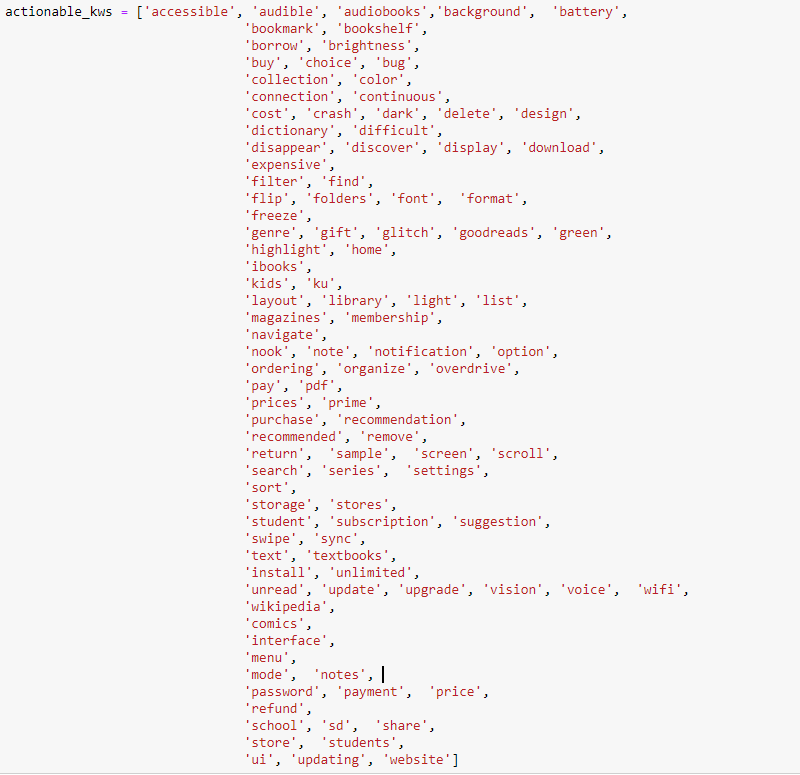 actionable_kws = ['accessible', 'audible', 'audiobooks','background',  'battery',
'bookmark', 'bookshelf',
'borrow', 'brightness',
'buy', 'choice', 'bug',
'collection', 'color',
'connection', 'continuous',
'cost', 'crash', 'dark', 'delete', 'design',
'dictionary', 'difficult',
'disappear', 'discover', 'display', 'download',
'expensive',
'filter', 'find',
'flip', 'folders', 'font',  'format',
'freeze',
'genre', 'gift', 'glitch', 'goodreads', 'green',
'highlight', 'home',
'ibooks',
'kids', 'ku',
'layout', 'library', 'light', 'list',
'magazines', 'membership',
'navigate',
'nook', 'note', 'notification', 'option',
'ordering', 'organize', 'overdrive',
'pay', 'pdf',
'prices', 'prime',
'purchase', 'recommendation',
'recommended', 'remove',
'return',  'sample',  'screen', 'scroll',
'search', 'series',  'settings',
'sort',
'storage', 'stores',
'student', 'subscription', 'suggestion',
'swipe', 'sync',
'text', 'textbooks',
'install', 'unlimited',
'unread', 'update', 'upgrade', 'vision', 'voice',  'wifi',
'wikipedia',
'comics',
'interface',
'menu',
'mode',  'notes',
'password', 'payment',  'price',
'refund',
'school', 'sd',  'share',
'store',  'students',
'ui', 'updating', 'website']